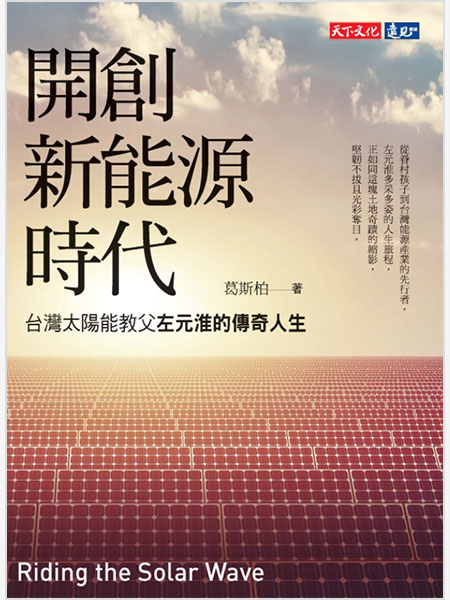 天下文化 遠見
開創
新能源
時代
葛斯柏——著
台灣太陽能教父左元淮的傳奇人生
從眷村孩子到台灣能源產業的先行者，
左元淮多采多姿的人生旅程，
正如同這塊土地奇蹟的縮影，
堅韌不拔且光彩奪目。
Riding the Solar Wave